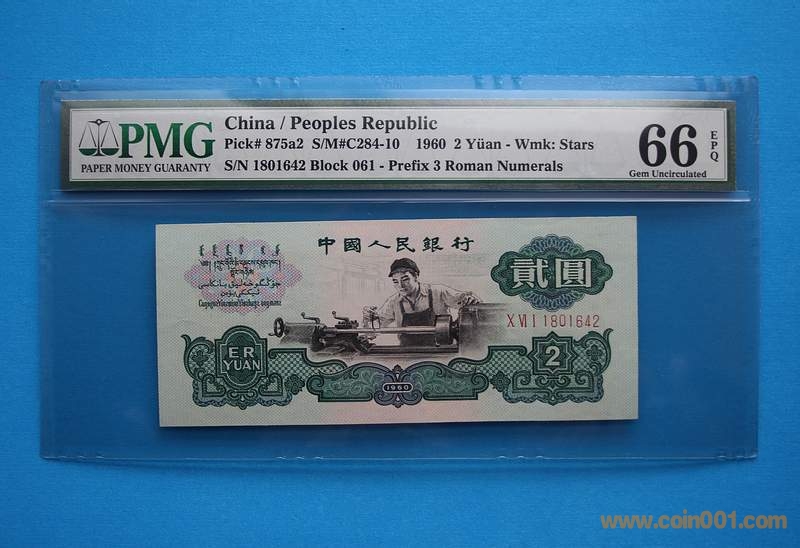 PMG
PAPER MONEY GUARANTY
China / Peoples Republic
Pick# 875a2 S/M#C284-10 1960 2 Yüan - Wmk: Stars
S/N 1801642 Block 061 - Prefix 3 Roman Numerals
66 EPQ
Gem Uncirculated
中國人民銀行
貳圓
X VI I 1801642
ER
YUAN
1960
2
www.coin001.com